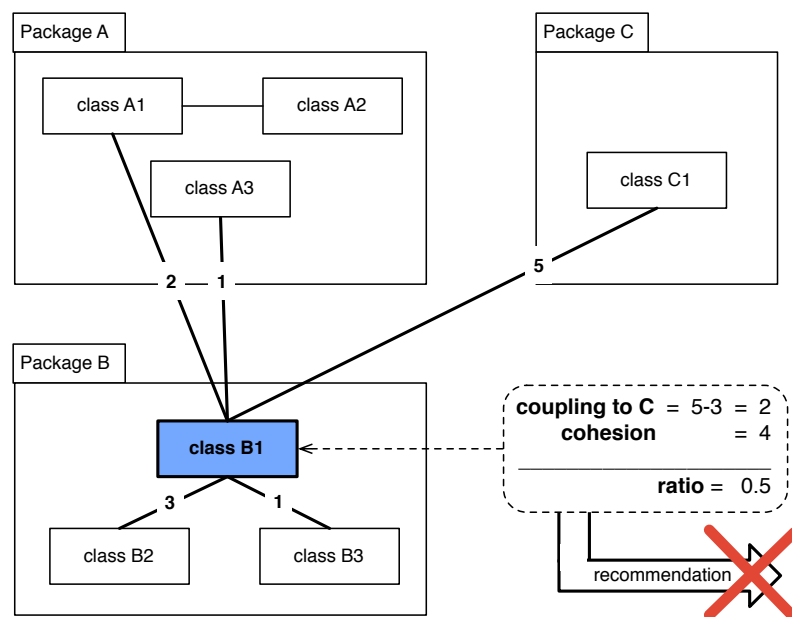 Package A
class A1
class A2
class A3
2
1
Package C
class C1
5
Package B
class B1
3
1
class B2
class B3
coupling to C = 5-3 = 2
cohesion = 4
ratio = 0.5
recommendation